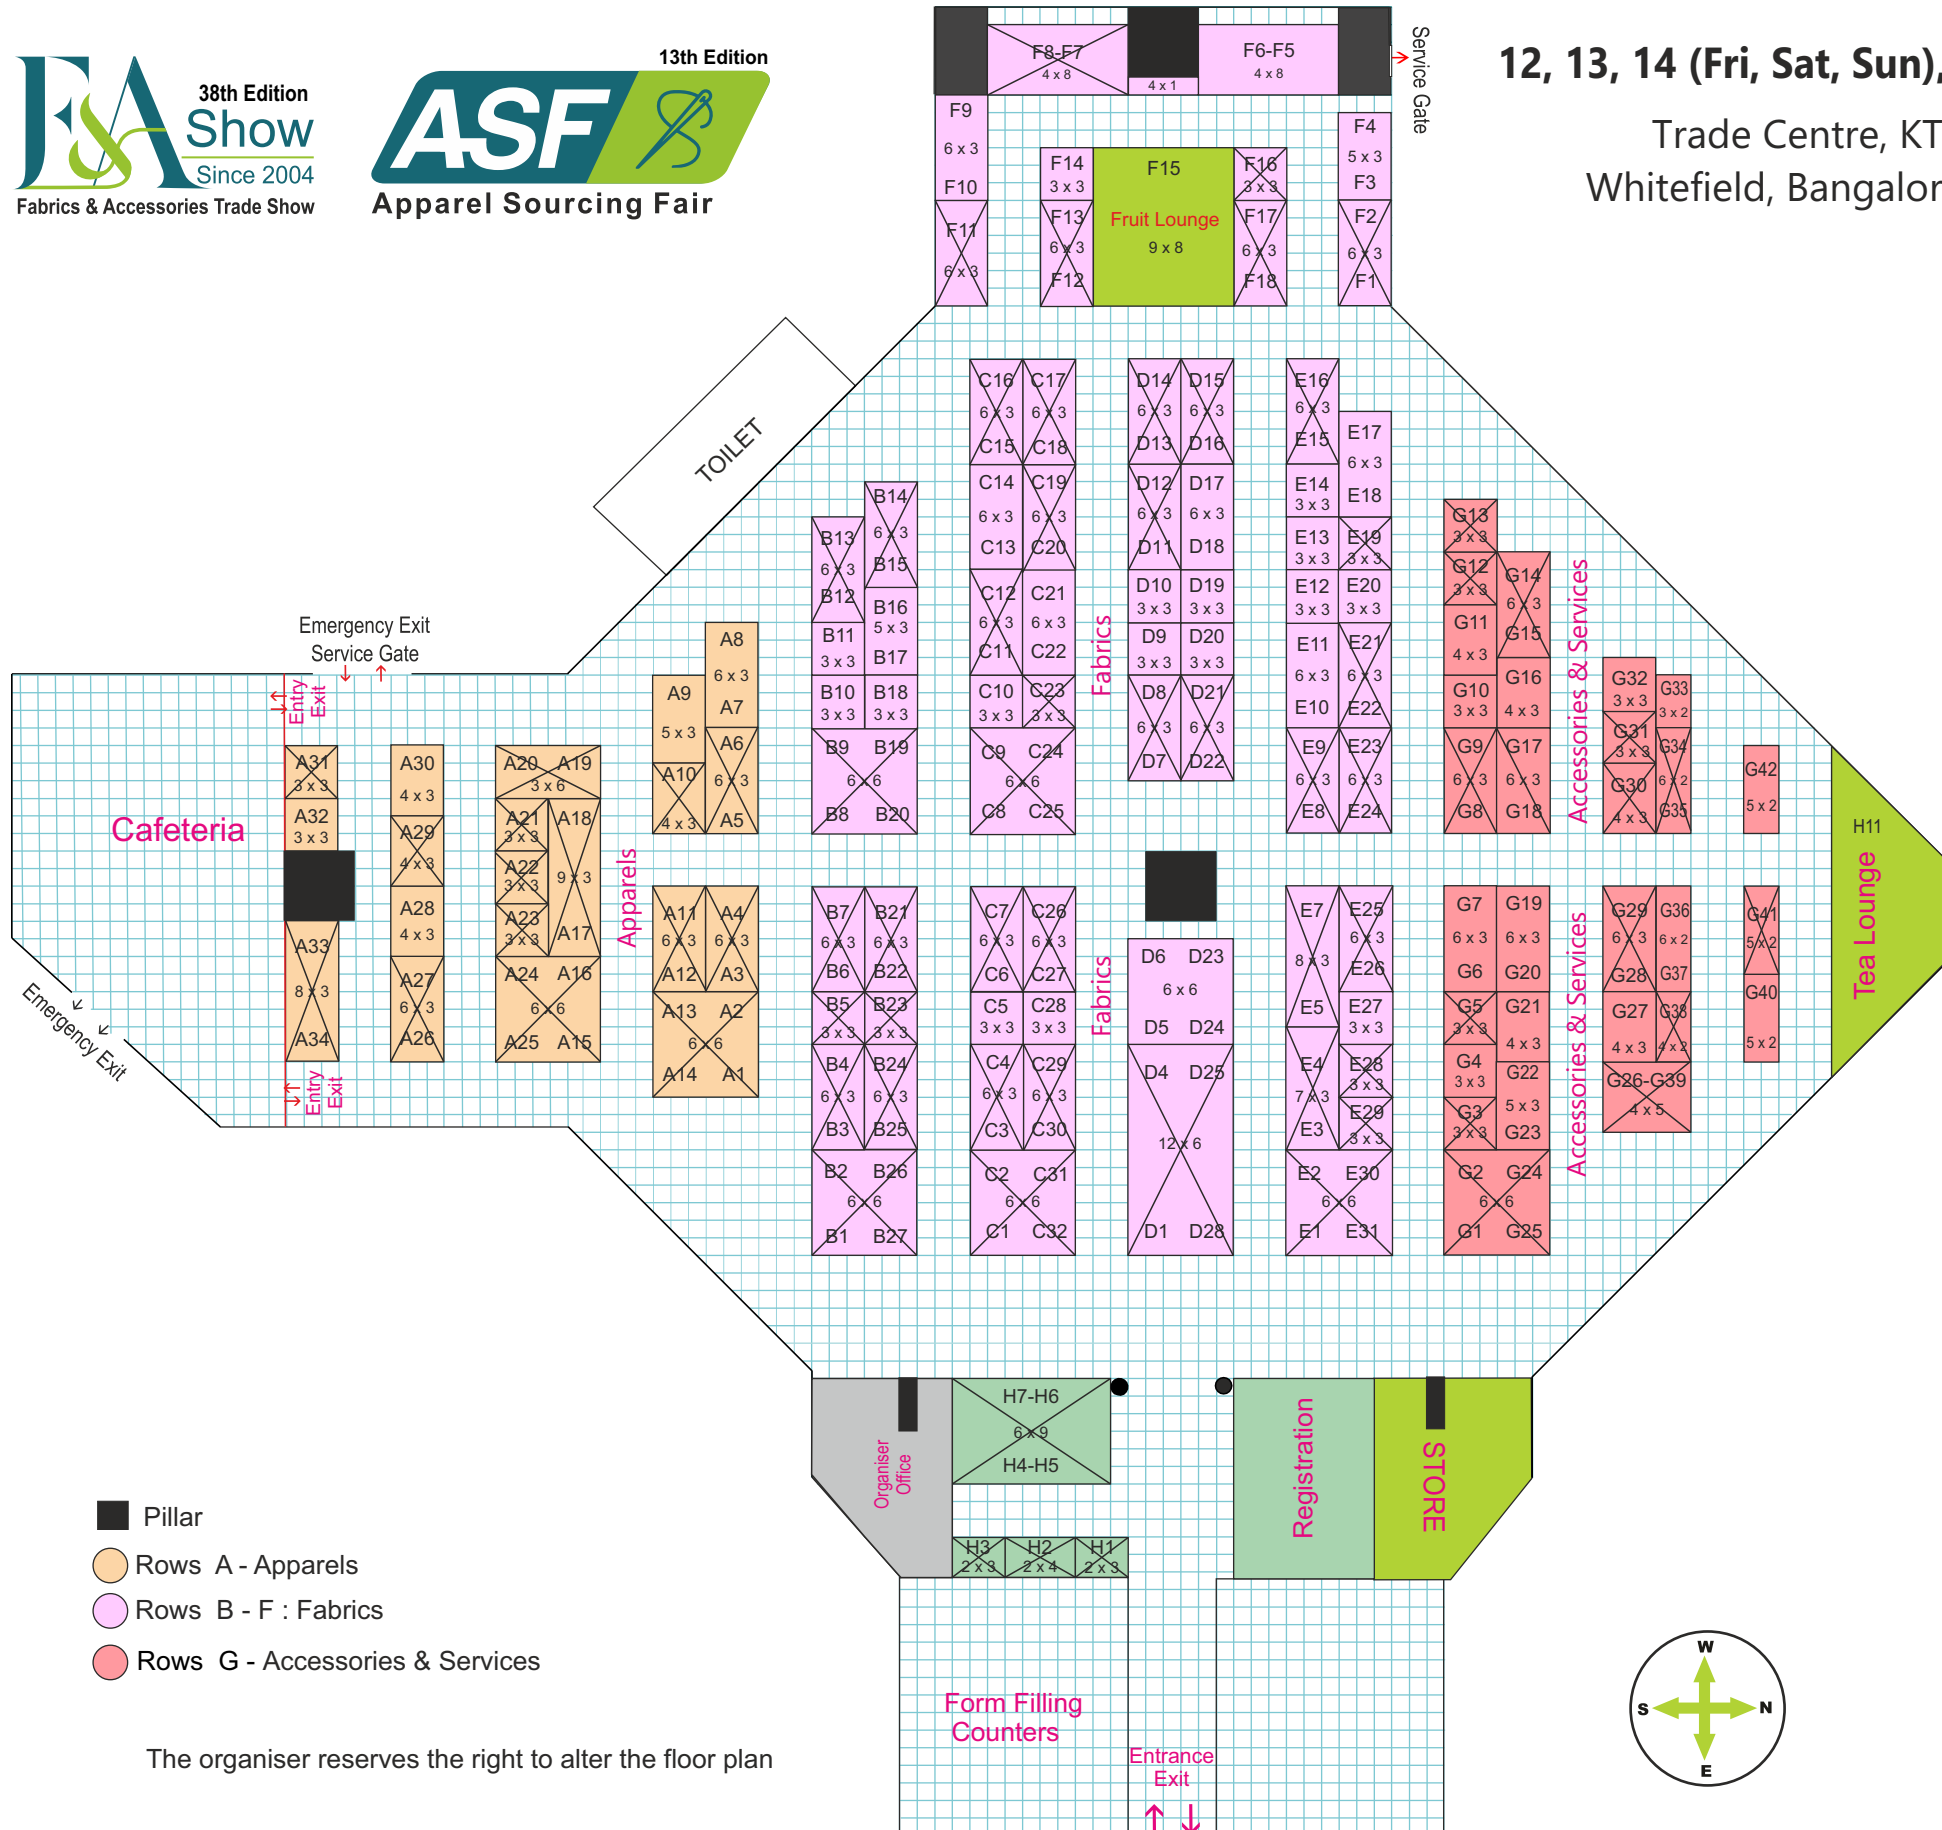 38th Edition
F&A
Show
Since 2004
Fabrics & Accessories Trade Show
13th Edition
ASF
Apparel Sourcing Fair
12, 13, 14 (Fri, Sat, Sun),
Trade Centre, KT
Whitefield, Bangalor
Service Gate
F8-F7
4 x 8
4 x 1
F6-F5
4 x 8
F9
6 x 3
F10
F11
6 x 3
F14
3 x 3
F13
6 x 3
F12
F15
Fruit Lounge
9 x 8
F16
3 x 3
F17
6 x 3
F18
F4
5 x 3
F3
F2
6 x 3
F1
TOILET
Emergency Exit
Service Gate
Entry
Exit
Cafeteria
Emergency Exit
Entry
Exit
A31
3 x 3
A32
3 x 3
A33
8 x 3
A34
A30
4 x 3
A29
4 x 3
A28
4 x 3
A27
6 x 3
A26
A20 A19
3 x 6
A21
3 x 3
A22
3 x 3
A23
3 x 3
A18
9 x 3
A17
A24 A16
6 x 6
A25 A15
Apparels
A8
6 x 3
A7
A9
5 x 3
A10
4 x 3
A6
6 x 3
A5
A11
6 x 3
A12
A4
6 x 3
A3
A13 A2
6 x 6
A14 A1
B14
6 x 3
B15
B13
6 x 3
B12
B16
5 x 3
B17
B11
3 x 3
B10
3 x 3
B18
3 x 3
B9 B19
6 x 6
B8 B20
B7
6 x 3
B6
B21
6 x 3
B22
B5
3 x 3
B23
3 x 3
B4
6 x 3
B3
B24
6 x 3
B25
B2 B26
6 x 6
B1 B27
C16
6 x 3
C15
C17
6 x 3
C18
C14
6 x 3
C13
C19
6 x 3
C20
C12
6 x 3
C11
C21
6 x 3
C22
C10
3 x 3
C23
3 x 3
C9 C24
6 x 6
C8 C25
C7
6 x 3
C6
C26
6 x 3
C27
C5
3 x 3
C28
3 x 3
C4
6 x 3
C3
C29
6 x 3
C30
C2 C31
6 x 6
C1 C32
Fabrics
Fabrics
D14
6 x 3
D13
D15
6 x 3
D16
D12
6 x 3
D11
D17
6 x 3
D18
D10
3 x 3
D19
3 x 3
D9
3 x 3
D20
3 x 3
D8
6 x 3
D7
D21
6 x 3
D22
D6 D23
6 x 6
D5 D24
D4 D25
12 x 6
D1 D28
E16
6 x 3
E15
E17
6 x 3
E18
E14
3 x 3
E13
3 x 3
E19
3 x 3
E12
3 x 3
E20
3 x 3
E11
6 x 3
E10
E21
6 x 3
E22
E9
6 x 3
E8
E23
6 x 3
E24
E7
8 x 3
E5
E25
6 x 3
E26
E27
3 x 3
E4
7 x 3
E3
E28
3 x 3
E29
3 x 3
E2 E30
6 x 6
E1 E31
G13
3 x 3
G12
3 x 3
G14
6 x 3
G15
G11
4 x 3
G10
3 x 3
G16
4 x 3
G9
6 x 3
G8
G17
6 x 3
G18
G7
6 x 3
G6
G19
6 x 3
G20
G5
3 x 3
G21
4 x 3
G4
3 x 3
G22
5 x 3
G23
G3
3 x 3
G2 G24
6 x 6
G1 G25
Accessories & Services
Accessories & Services
G32
3 x 3
G33
3 x 2
G31
3 x 3
G34
6 x 2
G35
G30
4 x 3
G29
6 x 3
G28
G36
6 x 2
G37
G27
4 x 3
G38
4 x 2
G26-G39
4 x 5
G42
5 x 2
G41
5 x 2
G40
5 x 2
H11
Tea Lounge
Organiser
Office
H7-H6
6 x 9
H4-H5
H3
2 x 3
H2
2 x 4
H1
2 x 3
Registration
STORE
Form Filling
Counters
Entrance
Exit
Pillar
Rows A - Apparels
Rows B - F : Fabrics
Rows G - Accessories & Services
The organiser reserves the right to alter the floor plan
W
S N
E